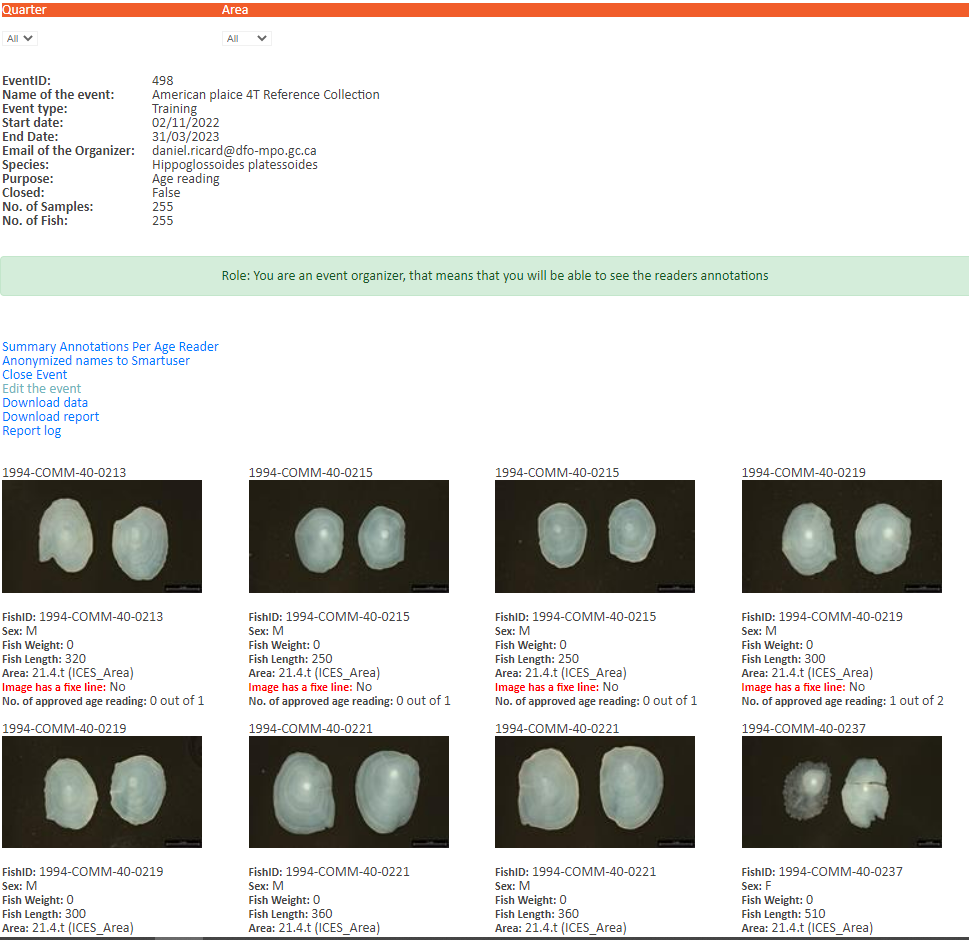 Quarter Area
All All
EventID: 498
Name of the event: American plaice 4T Reference Collection
Event type: Training
Start date: 02/11/2022
End Date: 31/03/2023
Email of the Organizer: daniel.ricard@dfo-mpo.gc.ca
Species: Hippoglossoides platessoides
Purpose: Age reading
Closed: False
No. of Samples: 255
No. of Fish: 255
Role: You are an event organizer, that means that you will be able to see the readers annotations
Summary Annotations Per Age Reader
Anonymized names to Smartuser
Close Event
Edit the event
Download data
Download report
Report log
1994-COMM-40-0213 1994-COMM-40-0215 1994-COMM-40-0215 1994-COMM-40-0219
FishID: 1994-COMM-40-0213 FishID: 1994-COMM-40-0215 FishID: 1994-COMM-40-0215 FishID: 1994-COMM-40-0219
Sex: M Sex: M Sex: M Sex: M
Fish Weight: 0 Fish Weight: 0 Fish Weight: 0 Fish Weight: 0
Fish Length: 320 Fish Length: 250 Fish Length: 250 Fish Length: 300
Area: 21.4.t (ICES_Area) Area: 21.4.t (ICES_Area) Area: 21.4.t (ICES_Area) Area: 21.4.t (ICES_Area)
Image has a fixe line: No Image has a fixe line: No Image has a fixe line: No Image has a fixe line: No
No. of approved age reading: 0 out of 1 No. of approved age reading: 0 out of 1 No. of approved age reading: 0 out of 1 No. of approved age reading: 1 out of 2
1994-COMM-40-0219 1994-COMM-40-0221 1994-COMM-40-0221 1994-COMM-40-0237
FishID: 1994-COMM-40-0219 FishID: 1994-COMM-40-0221 FishID: 1994-COMM-40-0221 FishID: 1994-COMM-40-0237
Sex: M Sex: M Sex: M Sex: F
Fish Weight: 0 Fish Weight: 0 Fish Weight: 0 Fish Weight: 0
Fish Length: 300 Fish Length: 360 Fish Length: 360 Fish Length: 510
Area: 21.4.t (ICES_Area) Area: 21.4.t (ICES_Area) Area: 21.4.t (ICES_Area) Area: 21.4.t (ICES_Area)